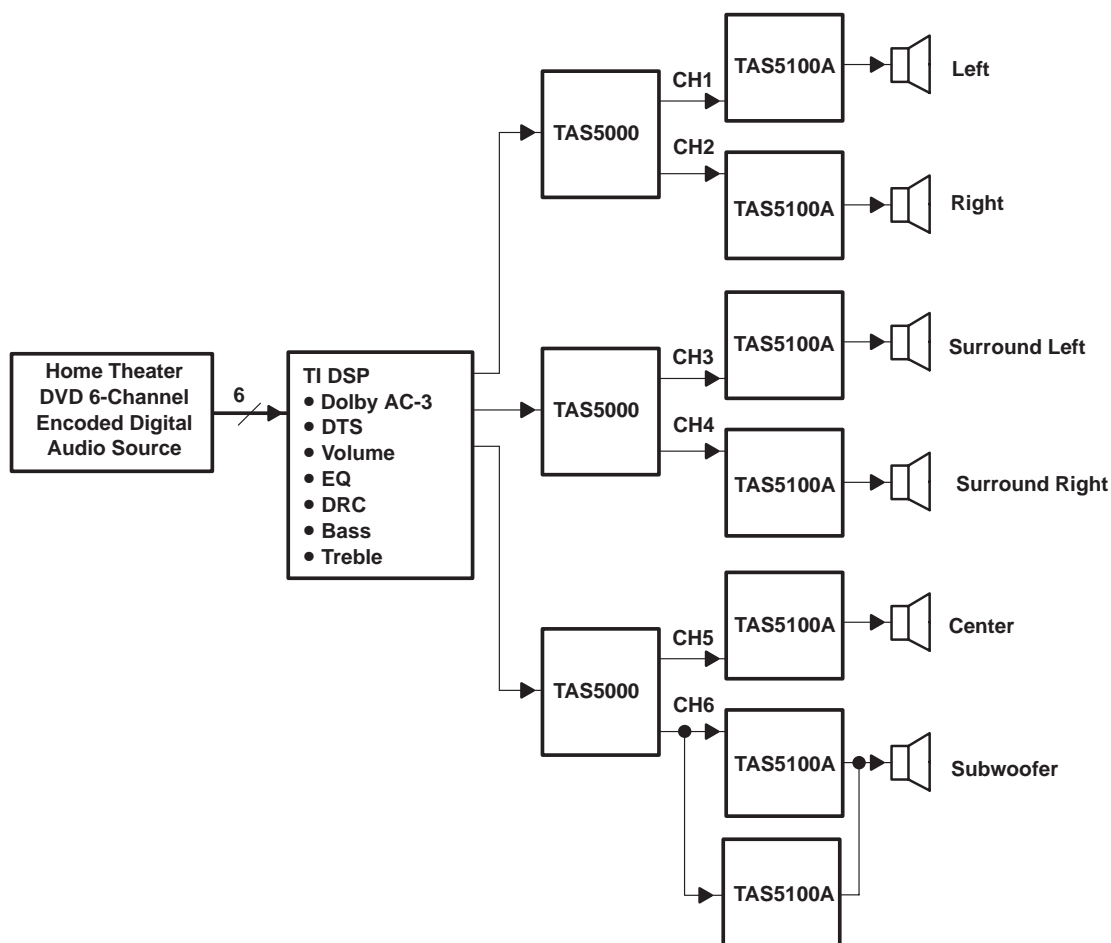 Home Theater
DVD 6-Channel
Encoded Digital
Audio Source
6
TI DSP
● Dolby AC-3
● DTS
● Volume
● EQ
● DRC
● Bass
● Treble
TAS5000
CH1
TAS5100A
Left
CH2
TAS5100A
Right
TAS5000
CH3
TAS5100A
Surround Left
CH4
TAS5100A
Surround Right
TAS5000
CH5
TAS5100A
Center
CH6
TAS5100A
Subwoofer
TAS5100A